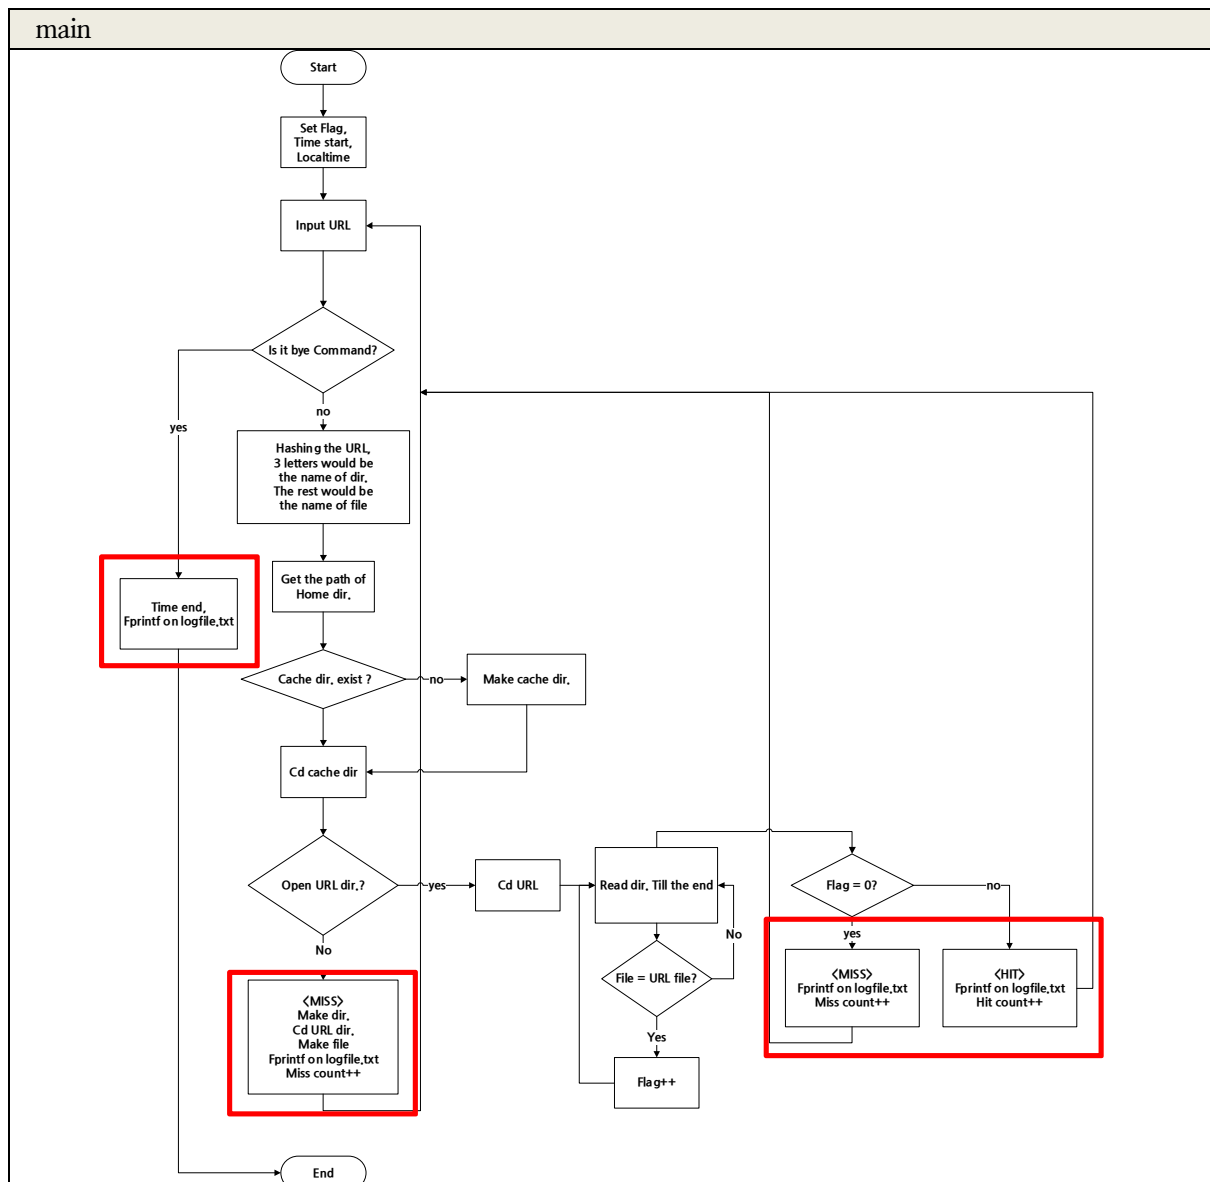 main
Start
Set Flag,
Time start,
Localtime
Input URL
Is it bye Command?
yes
no
Hashing the URL,
3 letters would be
the name of dir.
The rest would be
the name of file
Time end,
Fprintf on logfile.txt
Get the path of
Home dir.
Cache dir. exist ?
no
Make cache dir.
Cd cache dir
Open URL dir.?
yes
Cd URL
Read dir. Till the end
Flag = 0?
no
yes
No
No
File = URL file?
<MISS>
Make dir.
Cd URL dir.
Make file
Fprintf on logfile.txt
Miss count++
Yes
Flag++
<MISS>
Fprintf on logfile.txt
Miss count++
<HIT>
Fprintf on logfile.txt
Hit count++
End